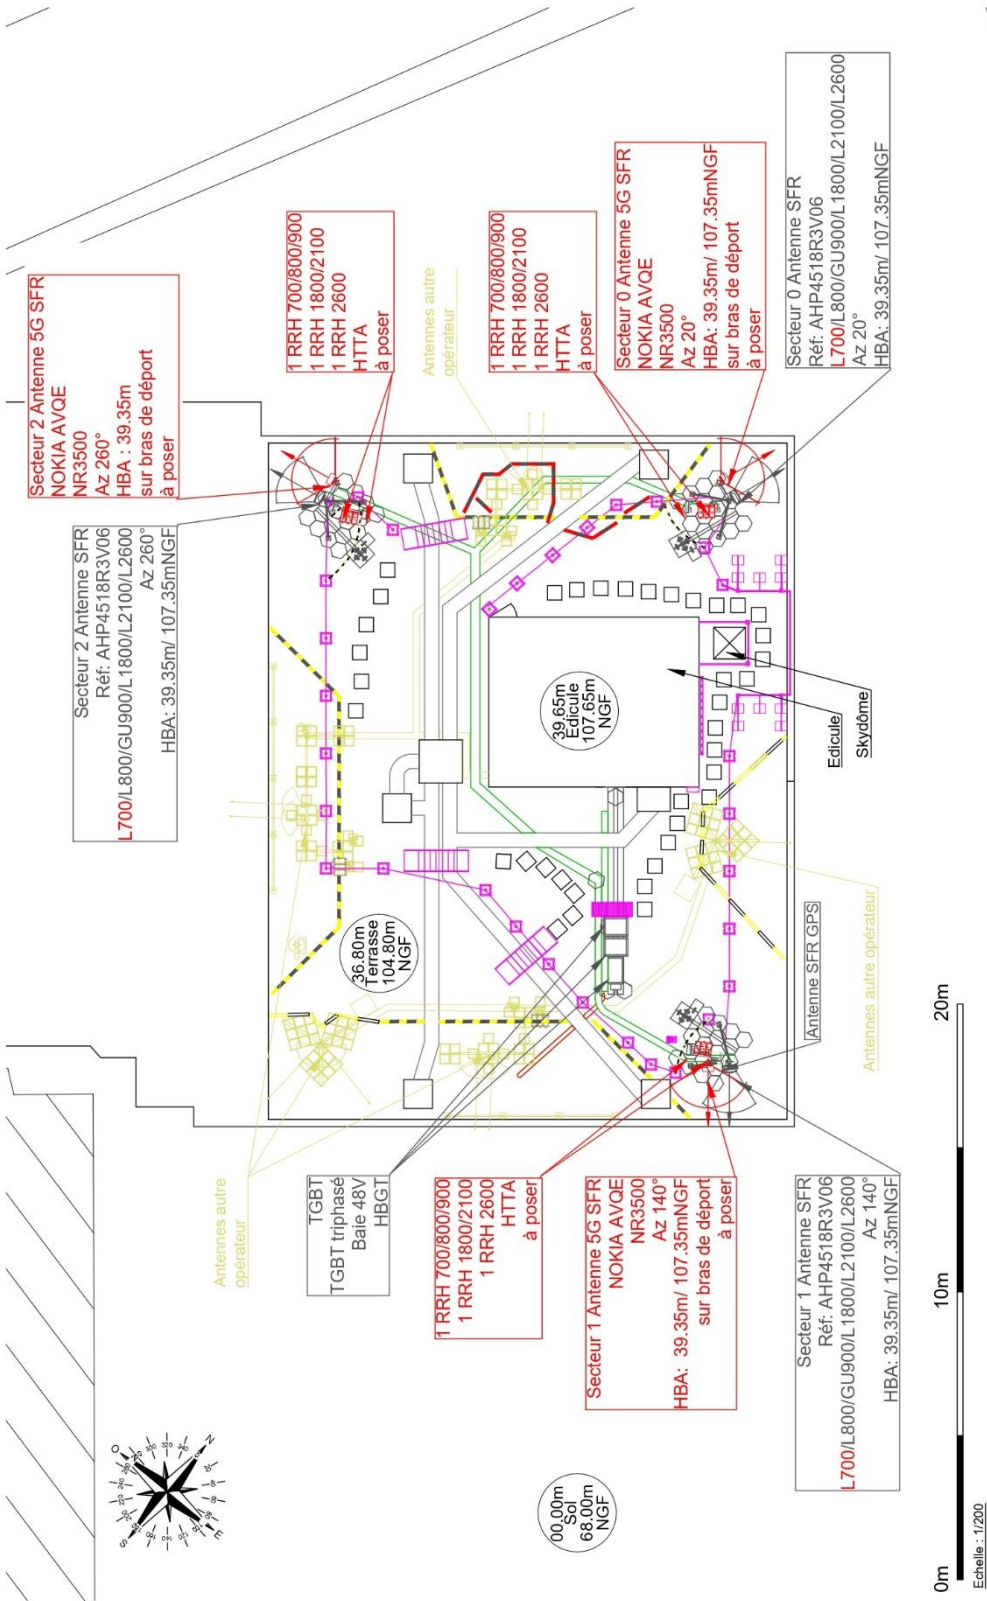 Secteur 2 Antenne 5G SFR
NOKIA AVQE
NR3500
Az 260°
HBA : 39.35m
sur bras de déport
à poser
Secteur 2 Antenne SFR
Réf: AHP4518R3V06
L700/L800/GU900/L1800/L2100/L2600
Az 260°
HBA: 39.35m/ 107.35mNGF
1 RRH 700/800/900
1 RRH 1800/2100
1 RRH 2600
HTTA
à poser
Antennes autre
opérateur
1 RRH 700/800/900
1 RRH 1800/2100
1 RRH 2600
HTTA
à poser
Secteur 0 Antenne 5G SFR
NOKIA AVQE
NR3500
Az 20°
HBA: 39.35m/ 107.35mNGF
sur bras de déport
à poser
Secteur 0 Antenne SFR
Réf: AHP4518R3V06
L700/L800/GU900/L1800/L2100/L2600
Az 20°
HBA: 39.35m/ 107.35mNGF
39.65m
Edicule
107.65m
NGF
36.80m
Terrasse
104.80m
NGF
Edicule
Skydôme
Antenne SFR GPS
Antennes autre opérateur
Antennes autre
opérateur
TGBT
TGBT triphasé
Baie 48V
HBGT
1 RRH 700/800/900
1 RRH 1800/2100
1 RRH 2600
HTTA
à poser
Secteur 1 Antenne 5G SFR
NOKIA AVQE
NR3500
Az 140°
HBA: 39.35m/ 107.35mNGF
sur bras de déport
à poser
Secteur 1 Antenne SFR
Réf: AHP4518R3V06
L700/L800/GU900/L1800/L2100/L2600
Az 140°
HBA: 39.35m/ 107.35mNGF
00.00m
Sol
68.00m
NGF
N
E
S
O
0m
10m
20m
Echelle : 1/200